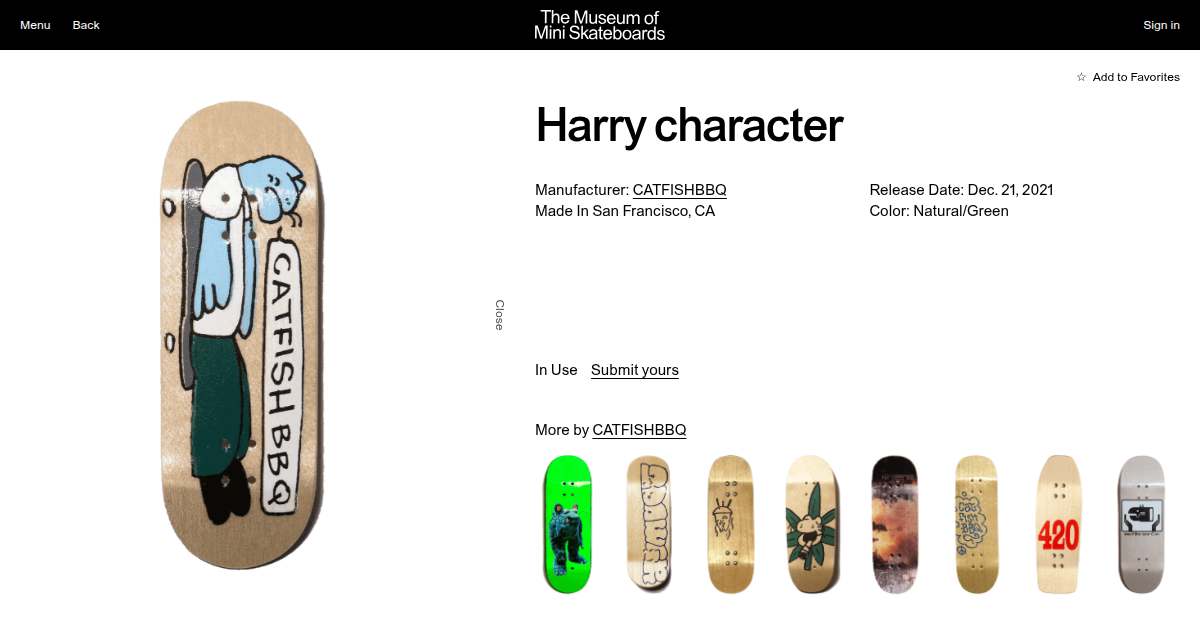 Menu
Back
The Museum of
Mini Skateboards
Sign in
☆ Add to Favorites
Harry character
Manufacturer: CATFISHBBQ
Made In San Francisco, CA
Release Date: Dec. 21, 2021
Color: Natural/Green
CATFISH BBQ
Close
In Use
Submit yours
More by CATFISHBBQ
420